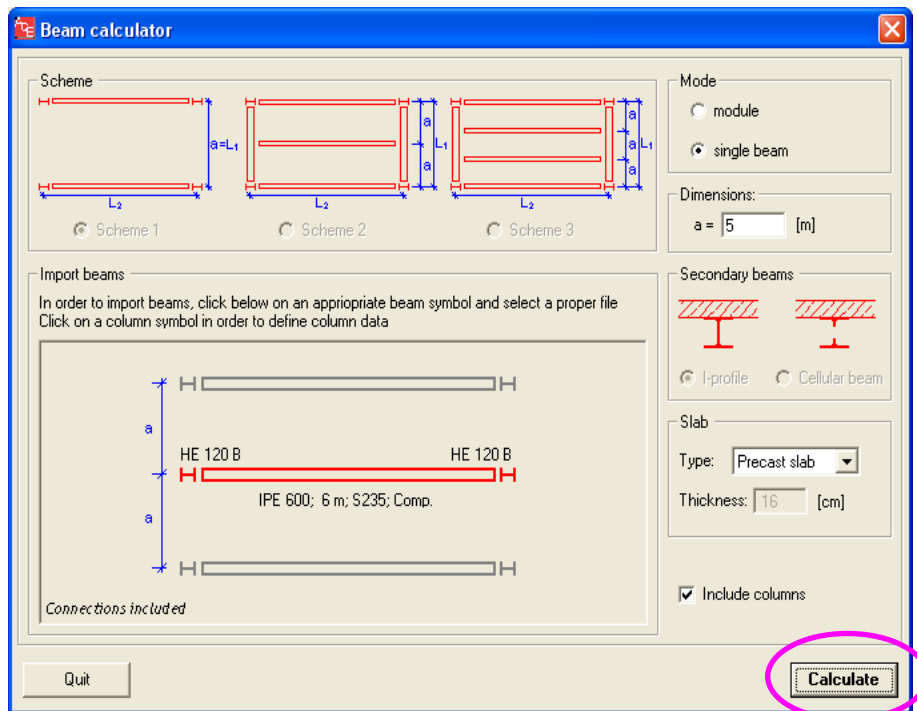 Beam calculator
Scheme
a=L₁
L₂
a
a
L₁
L₂
a
a
a
L₁
L₂
Scheme 1
Scheme 2
Scheme 3
Mode
module
single beam
Dimensions:
a = 5 [m]
Import beams
In order to import beams, click below on an appriopriate beam symbol and select a proper file
Click on a column symbol in order to define column data
a
HE 120 B HE 120 B
IPE 600; 6 m; S235; Comp.
a
Connections included
Secondary beams
I-profile Cellular beam
Slab
Type: Precast slab
Thickness: 16 [cm]
Include columns
Quit
Calculate